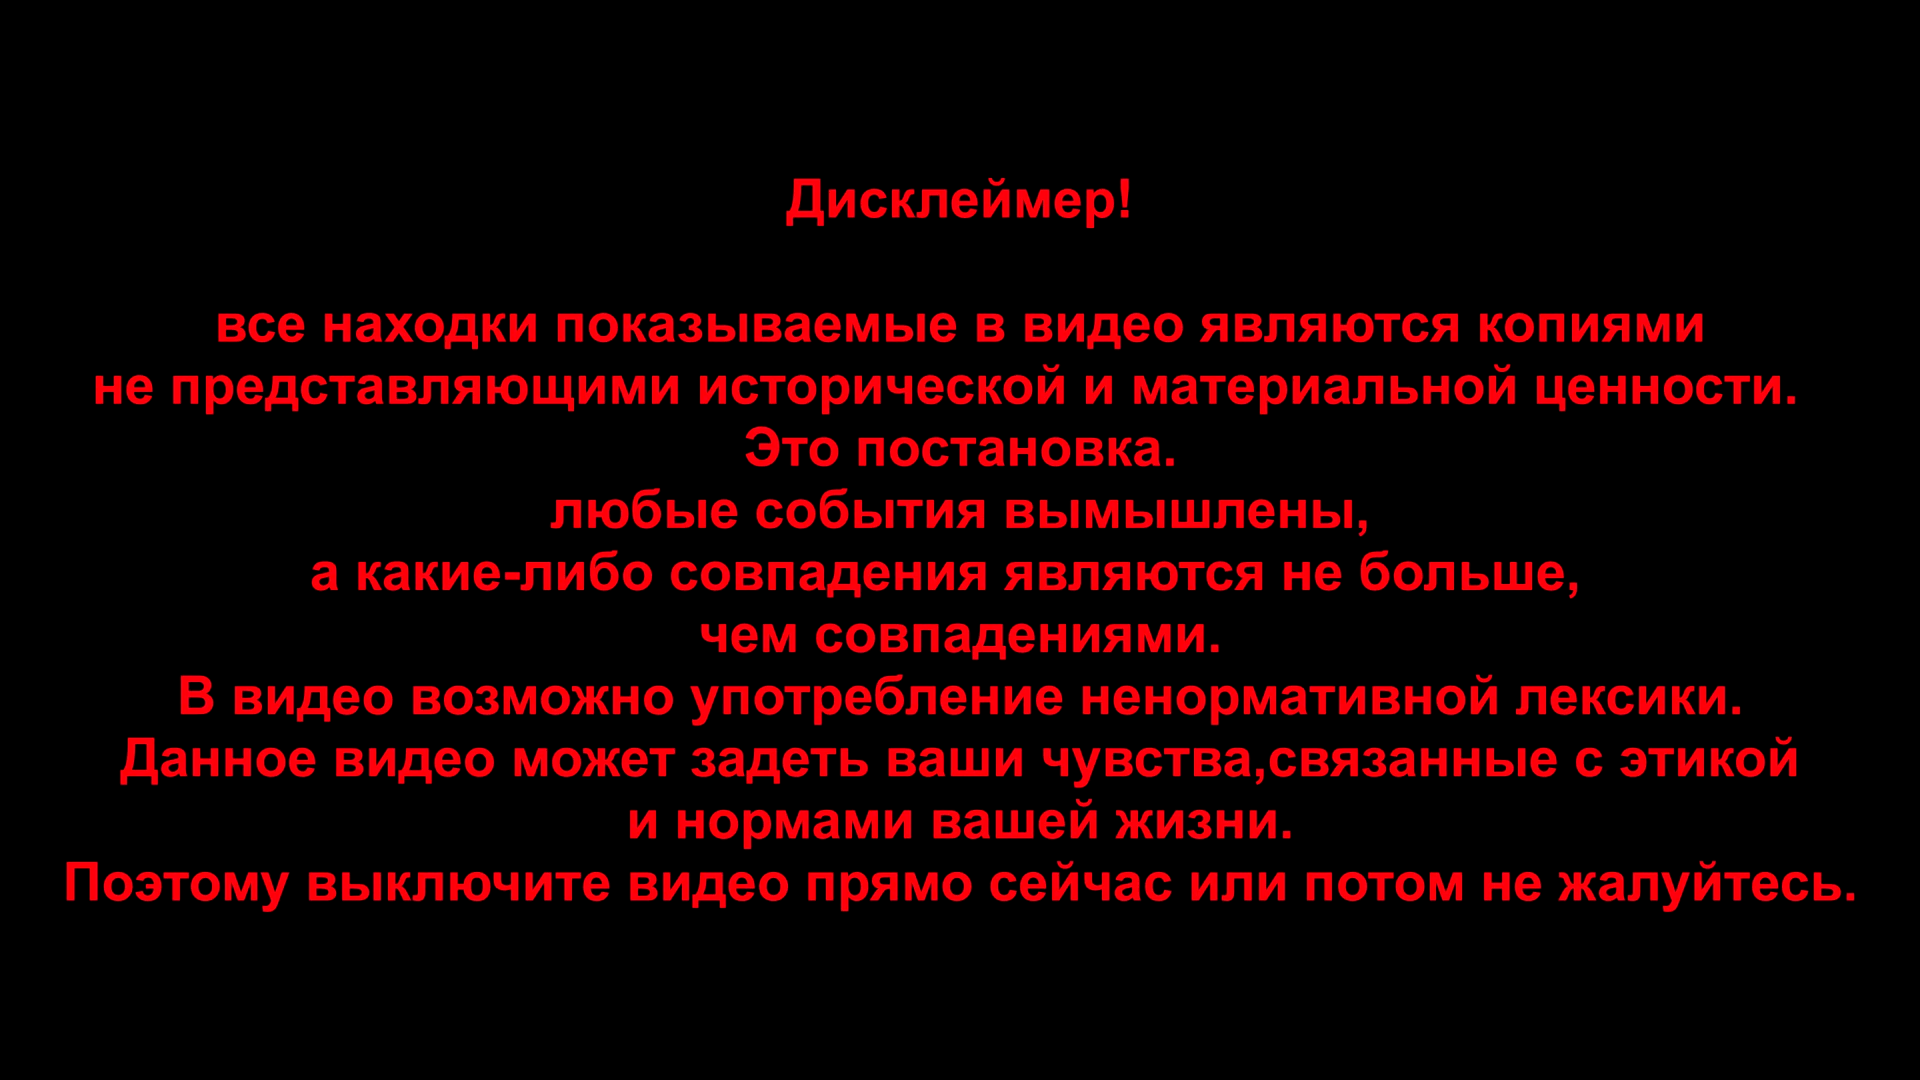 Дисклеймер!
все находки показываемые в видео являются копиями
не представляющими исторической и материальной ценности.
Это постановка.
любые события вымышлены,
а какие-либо совпадения являются не больше,
чем совпадениями.
В видео возможно употребление ненормативной лексики.
Данное видео может задеть ваши чувства,связанные с этикой
и нормами вашей жизни.
Поэтому выключите видео прямо сейчас или потом не жалуйтесь.